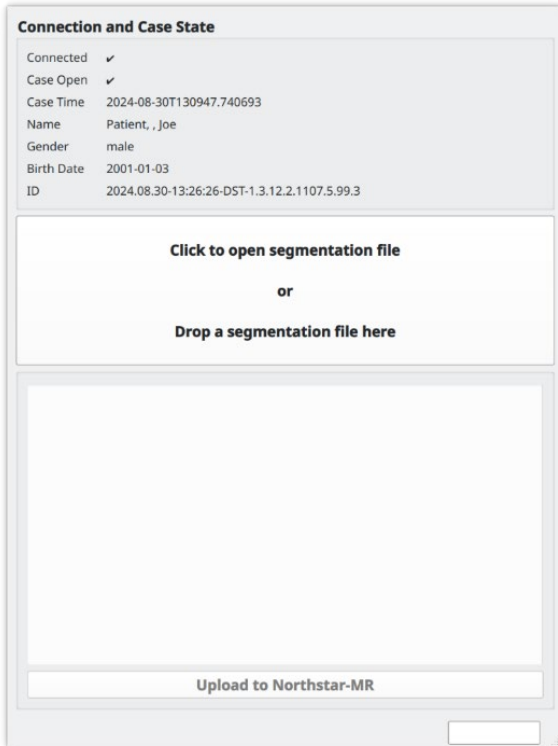 Connection and Case State
Connected ✔
Case Open ✔
Case Time 2024-08-30T130947.740693
Name Patient, , Joe
Gender male
Birth Date 2001-01-03
ID 2024.08.30-13:26:26-DST-1.3.12.2.1107.5.99.3
Click to open segmentation file
or
Drop a segmentation file here
Upload to Northstar-MR